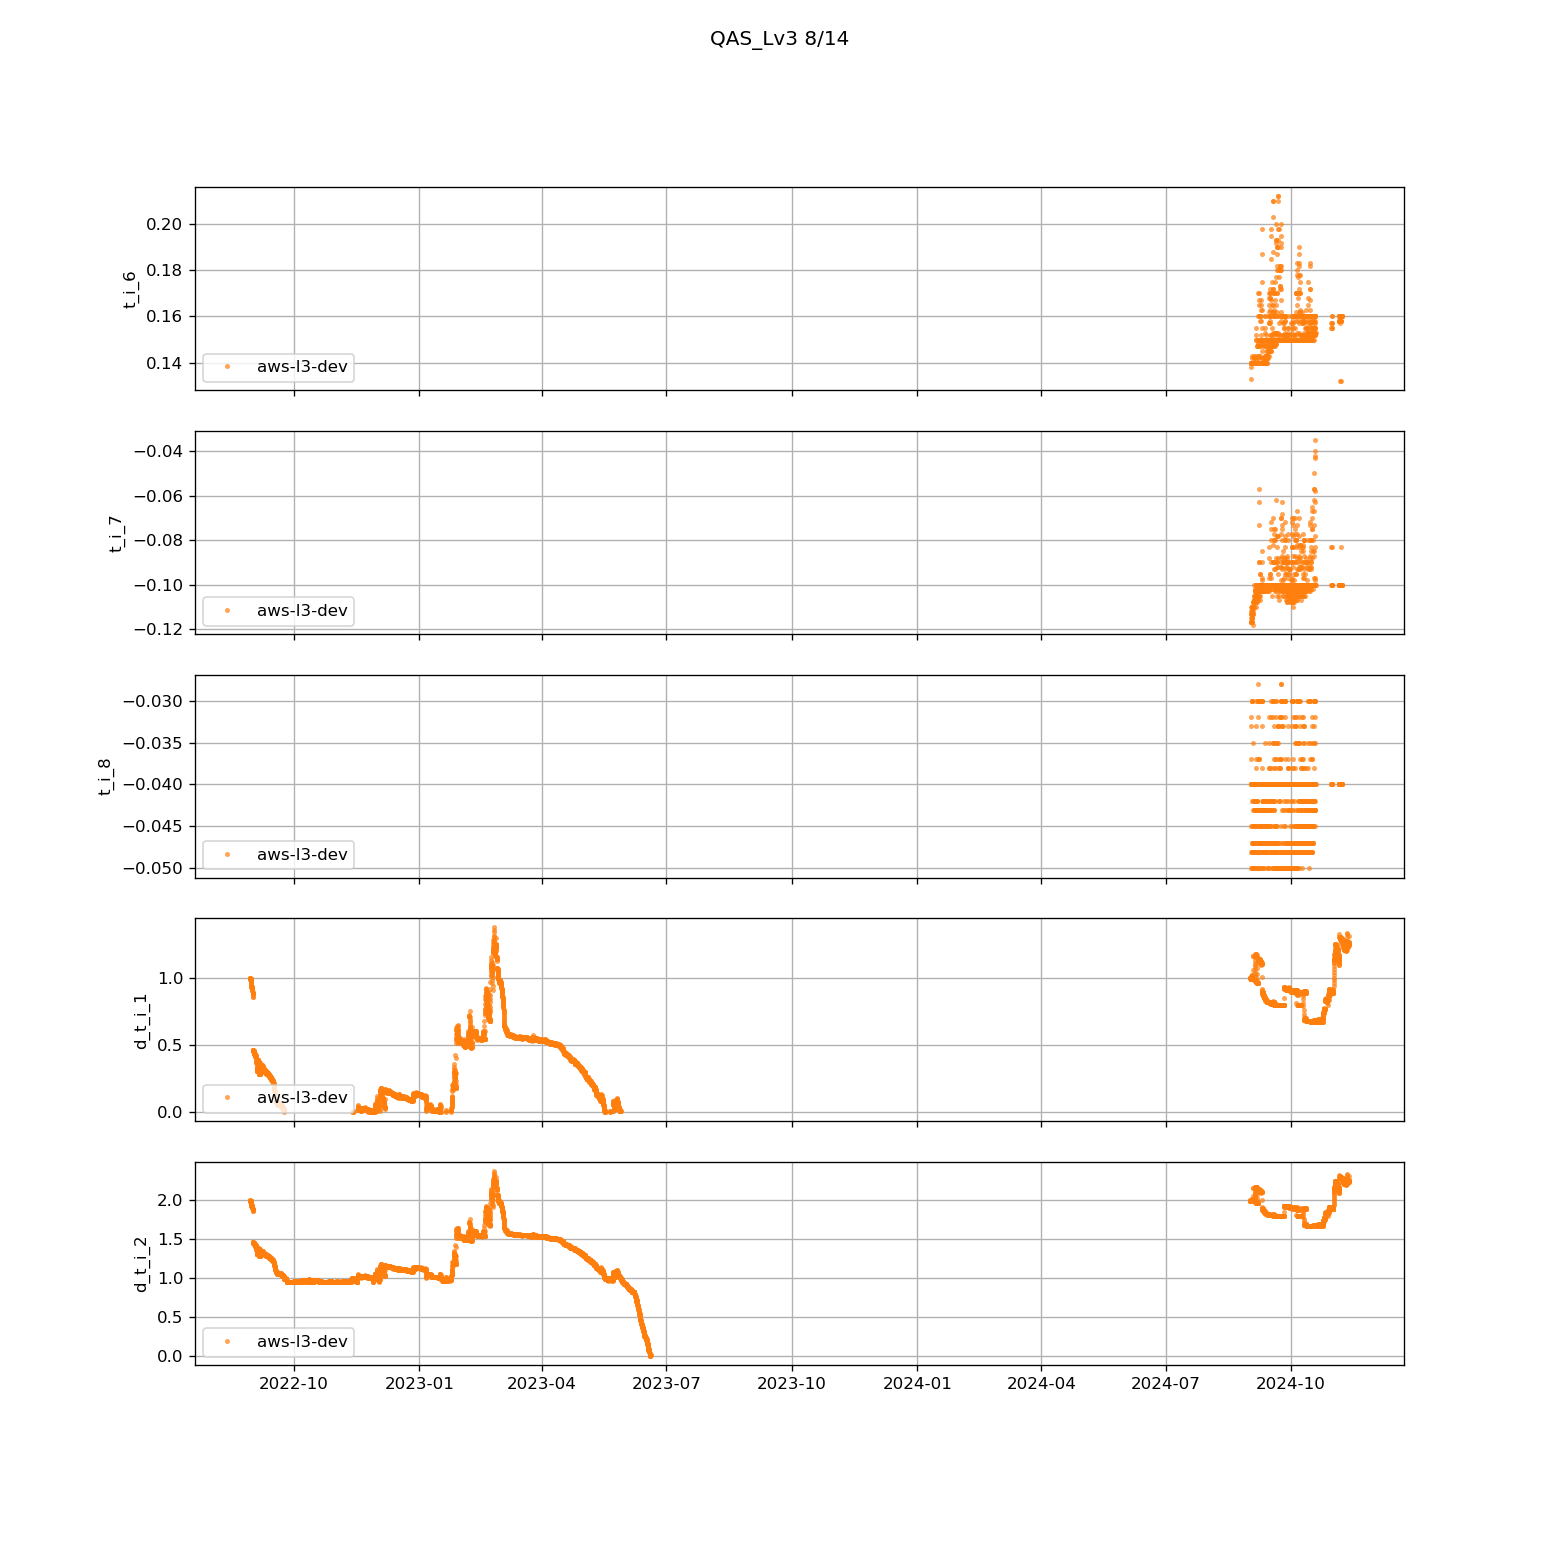 QAS_Lv3 8/14
0.20
0.18
0.16
0.14
t_i_6
aws-l3-dev
−0.04
−0.06
−0.08
−0.10
−0.12
t_i_7
aws-l3-dev
−0.030
−0.035
−0.040
−0.045
−0.050
t_i_8
aws-l3-dev
1.0
0.5
0.0
d_t_i_1
aws-l3-dev
2.0
1.5
1.0
0.5
0.0
d_t_i_2
aws-l3-dev
2022-10 2023-01 2023-04 2023-07 2023-10 2024-01 2024-04 2024-07 2024-10